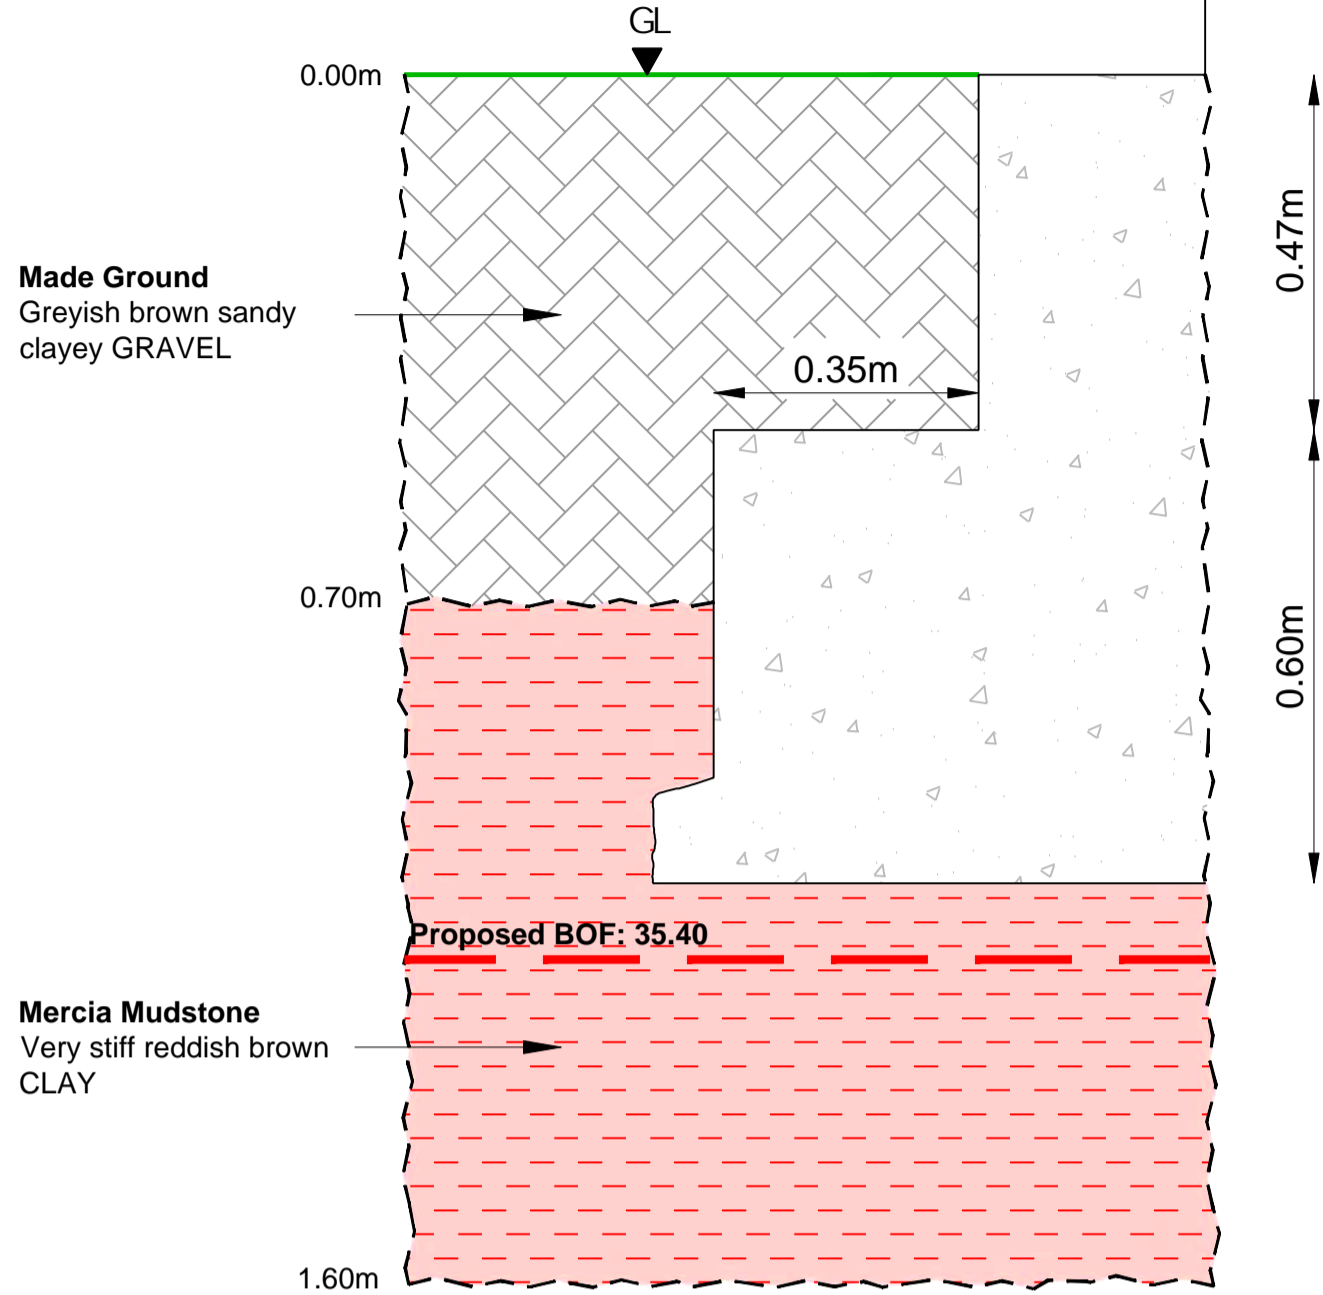 GL
0.00m
0.47m
Made Ground
Greyish brown sandy
clayey GRAVEL
0.35m
0.70m
0.60m
Proposed BOF: 35.40
Mercia Mudstone
Very stiff reddish brown
CLAY
1.60m